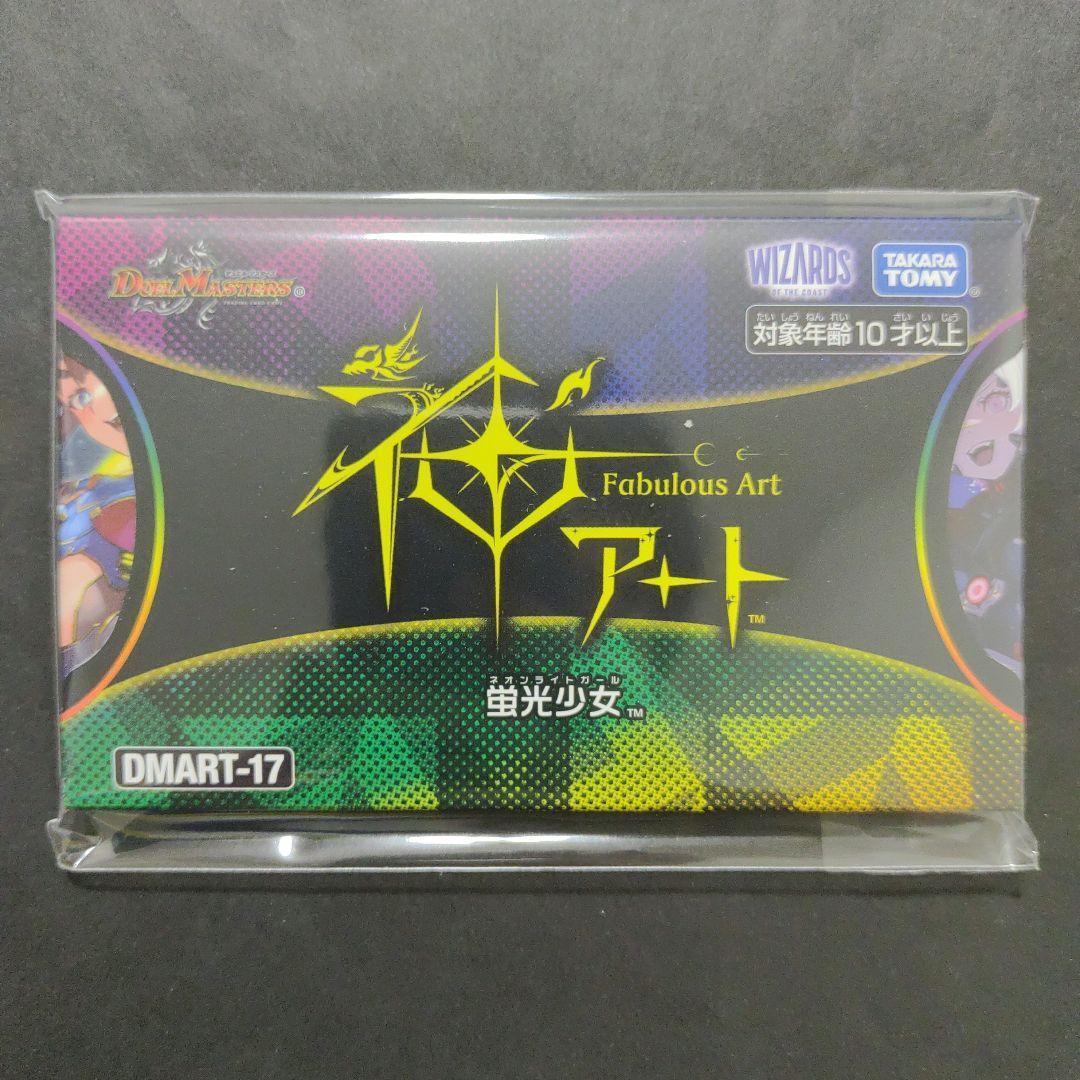 デュエル・マスターズ
DUEL MASTERS®
TRADING CARD GAME
WIZARDS
OF THE COAST
TAKARA
TOMY®
たいしょうねんれい さいいじょう
対象年齢10才以上
神
Fabulous Art
アート™
ネオンライトガール
蛍光少女™
DMART-17